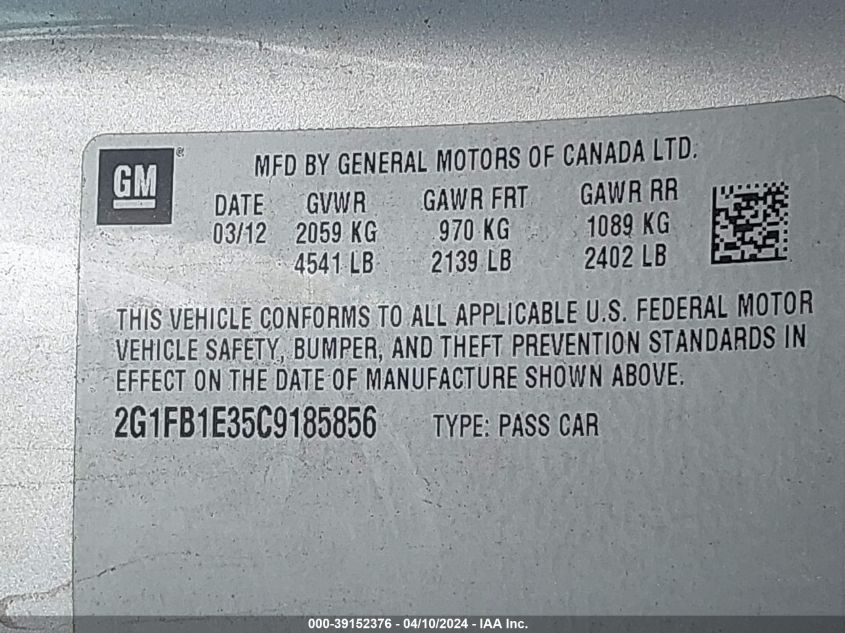 GM®
MFD BY GENERAL MOTORS OF CANADA LTD.
DATE GVWR GAWR FRT GAWR RR
03/12 2059 KG 970 KG 1089 KG
4541 LB 2139 LB 2402 LB
THIS VEHICLE CONFORMS TO ALL APPLICABLE U.S. FEDERAL MOTOR
VEHICLE SAFETY, BUMPER, AND THEFT PREVENTION STANDARDS IN
EFFECT ON THE DATE OF MANUFACTURE SHOWN ABOVE.
2G1FB1E35C9185856 TYPE: PASS CAR
000-39152376 - 04/10/2024 - IAA Inc.